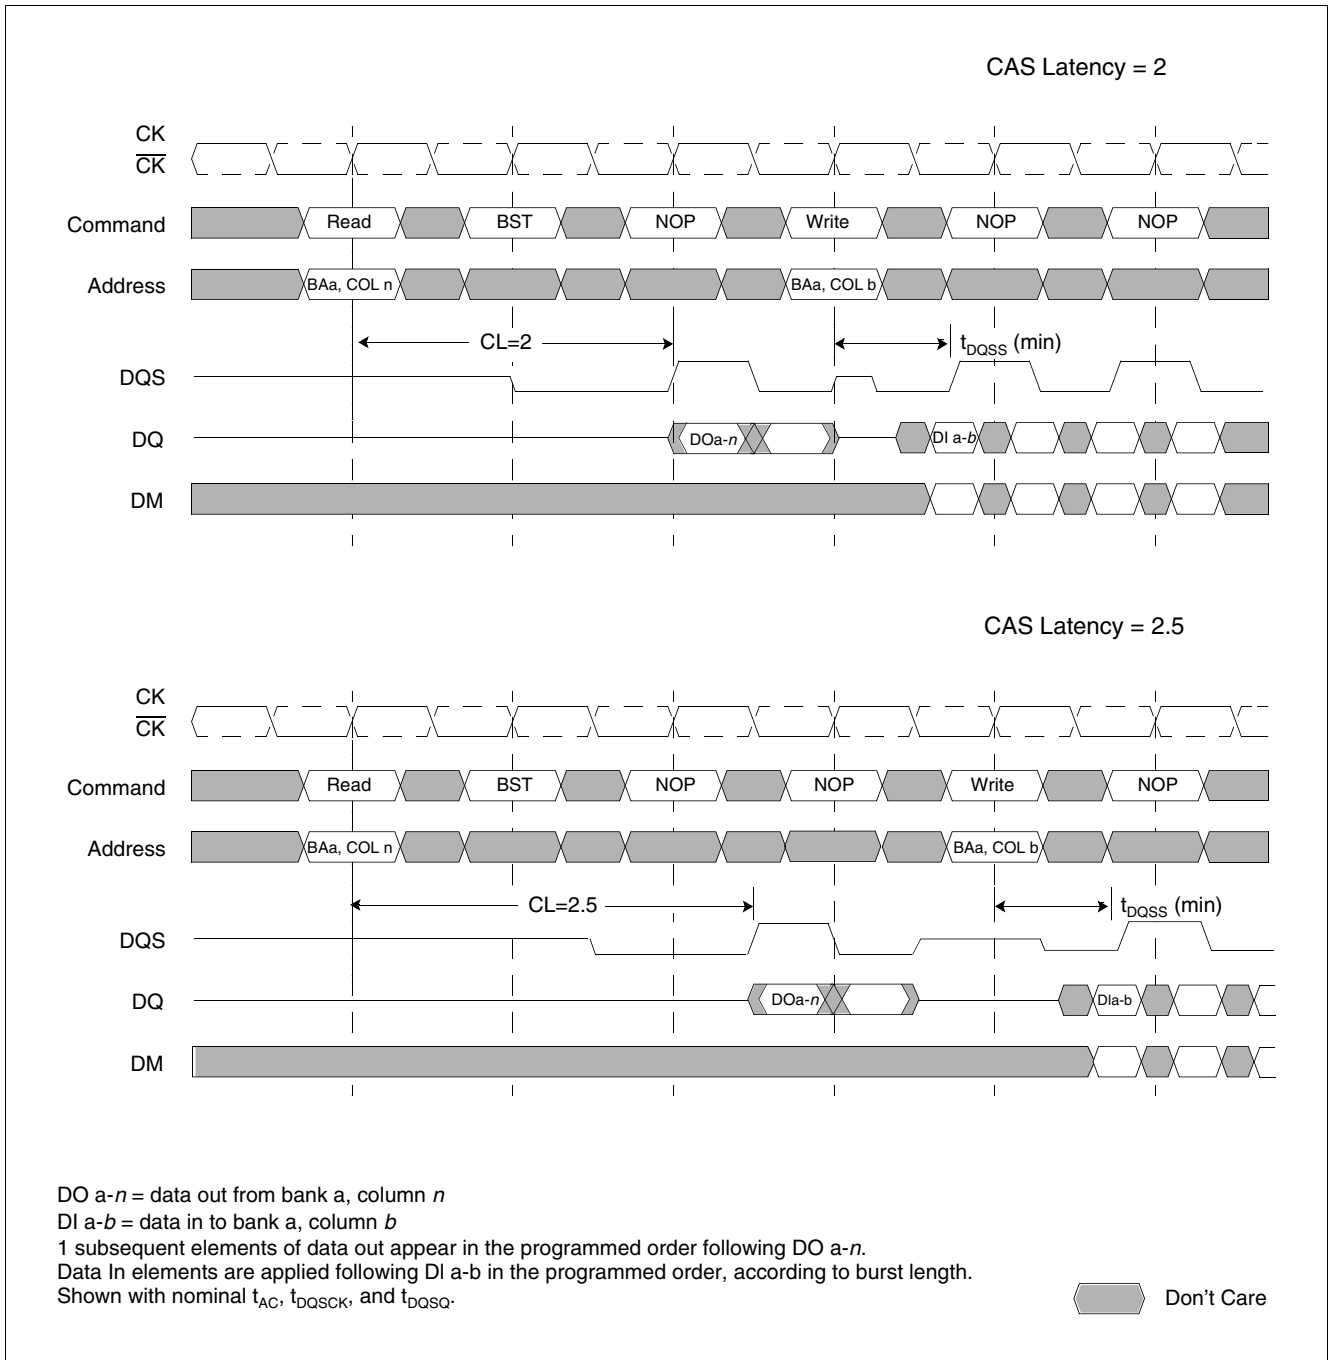 CAS Latency = 2
CK
CK
Command Read BST NOP Write NOP NOP
Address BAa, COL n BAa, COL b
CL=2 tDQSS (min)
DQS
DQ DOa-n DI a-b
DM
CAS Latency = 2.5
CK
CK
Command Read BST NOP NOP Write NOP
Address BAa, COL n BAa, COL b
CL=2.5 tDQSS (min)
DQS
DQ DOa-n DIa-b
DM
DO a-n = data out from bank a, column n
DI a-b = data in to bank a, column b
1 subsequent elements of data out appear in the programmed order following DO a-n.
Data In elements are applied following DI a-b in the programmed order, according to burst length.
Shown with nominal tAC, tDQSCK, and tDQSQ.
Don't Care